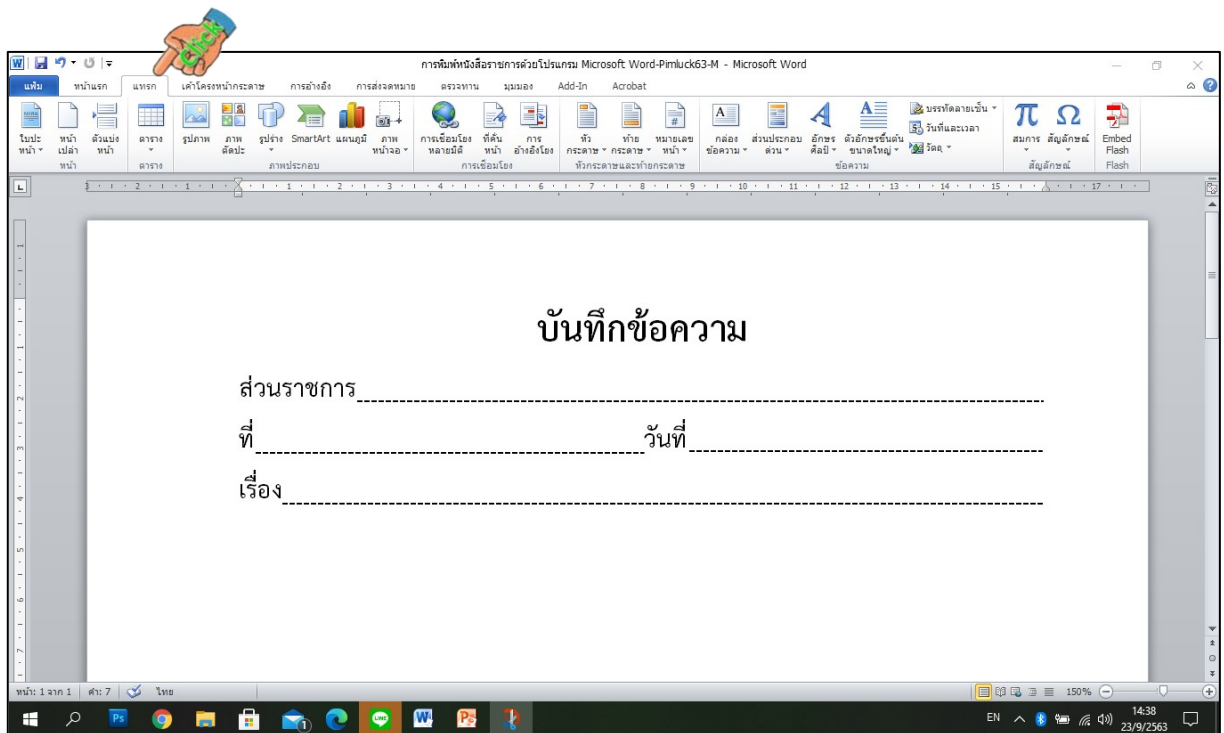 Click
การพิมพ์หนังสือราชการด้วยโปรแกรม Microsoft Word-Pimluck63-M - Microsoft Word
แฟ้ม หน้าแรก แทรก เค้าโครงหน้ากระดาษ การอ้างอิง การส่งจดหมาย ตรวจทาน มุมมอง Add-In Acrobat
ใบปะหน้า หน้าเปล่า ตัวแบ่งหน้า ตาราง รูปภาพ ภาพตัดปะ รูปร่าง SmartArt แผนภูมิ ภาพหน้าจอ การเชื่อมโยงหลายมิติ ที่คั่นหน้า การอ้างอิงโยง หัวกระดาษ ท้ายกระดาษ หมายเลขหน้า กล่องข้อความ ส่วนประกอบด่วน อักษรศิลป์ ตัวอักษรขึ้นต้นขนาดใหญ่ บรรทัดลายเซ็น วันที่และเวลา วัตถุ สมการ สัญลักษณ์ Embed Flash
หน้า ตาราง ภาพประกอบ การเชื่อมโยง หัวกระดาษและท้ายกระดาษ ข้อความ สัญลักษณ์ Flash
3 2 1 1 2 3 4 5 6 7 8 9 10 11 12 13 14 15 17
บันทึกข้อความ
ส่วนราชการ
ที่ วันที่
เรื่อง
หน้า: 1 จาก 1 คำ: 7 ไทย 150%
EN 14:38
23/9/2563